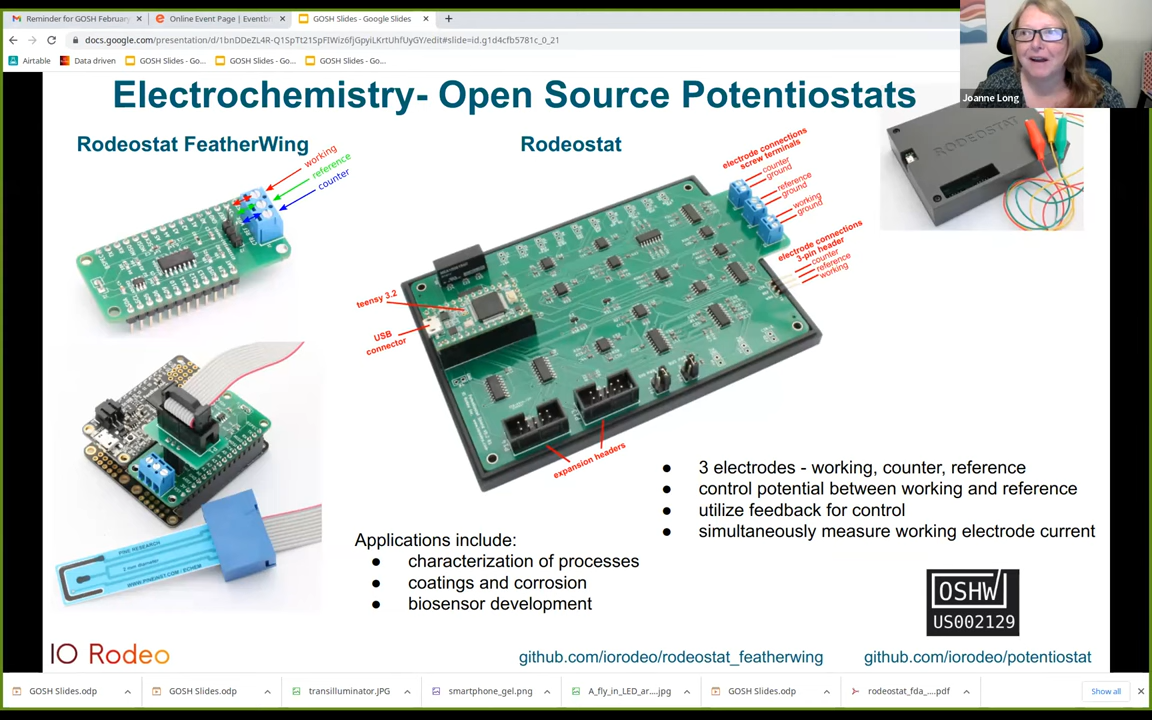 Reminder for GOSH February
Online Event Page | Eventbri
GOSH Slides - Google Slides
docs.google.com/presentation/d/1bnDDeZL4R-Q1SpTt21SpFIWiz6fjGpyiLKrtUhfUyGY/edit#slide=id.g1d4cfb5781c_0_21
Airtable
Data driven
GOSH Slides - Go...
GOSH Slides - Go...
GOSH Slides - Go...
Joanne Long
Electrochemistry- Open Source Potentiostats
Rodeostat FeatherWing
Rodeostat
working
reference
counter
electrode connections
screw terminals
counter
ground
reference
ground
working
ground
RODEOSTAT
electrode connections
3-pin header
counter
reference
working
teensy 3.2
USB
connector
expansion headers
PINE RESEARCH
WWW.PINEINST.COM/ECHEM
3 electrodes - working, counter, reference
control potential between working and reference
utilize feedback for control
simultaneously measure working electrode current
Applications include:
characterization of processes
coatings and corrosion
biosensor development
OSHW
US002129
IO Rodeo
github.com/iorodeo/rodeostat_featherwing
github.com/iorodeo/potentiostat
GOSH Slides.odp
GOSH Slides.odp
transilluminator.JPG
smartphone_gel.png
A_fly_in_LED_ar....jpg
GOSH Slides.odp
rodeostat_fda_....pdf
Show all